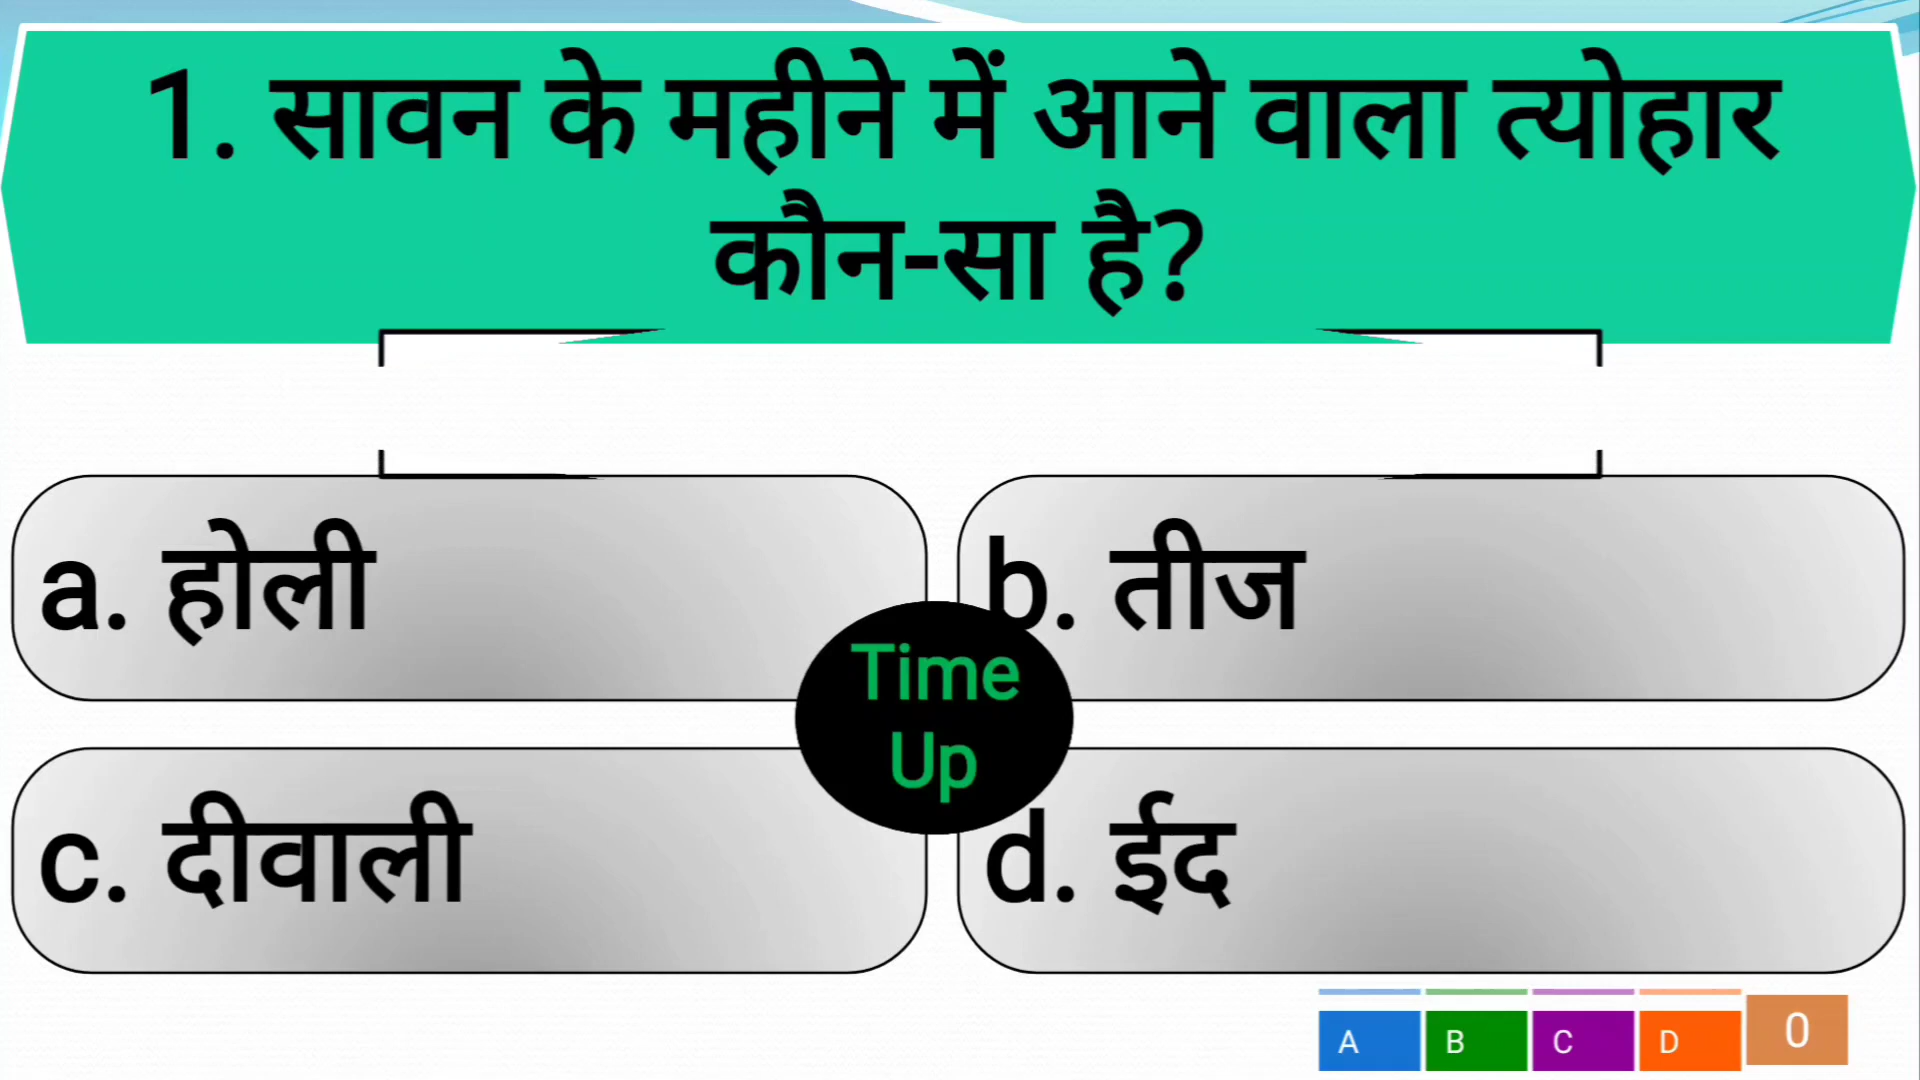 1. सावन के महीने में आने वाला त्योहार
कौन-सा है?
a. होली
b. तीज
Time
Up
c. दीवाली
d. ईद
A B C D 0